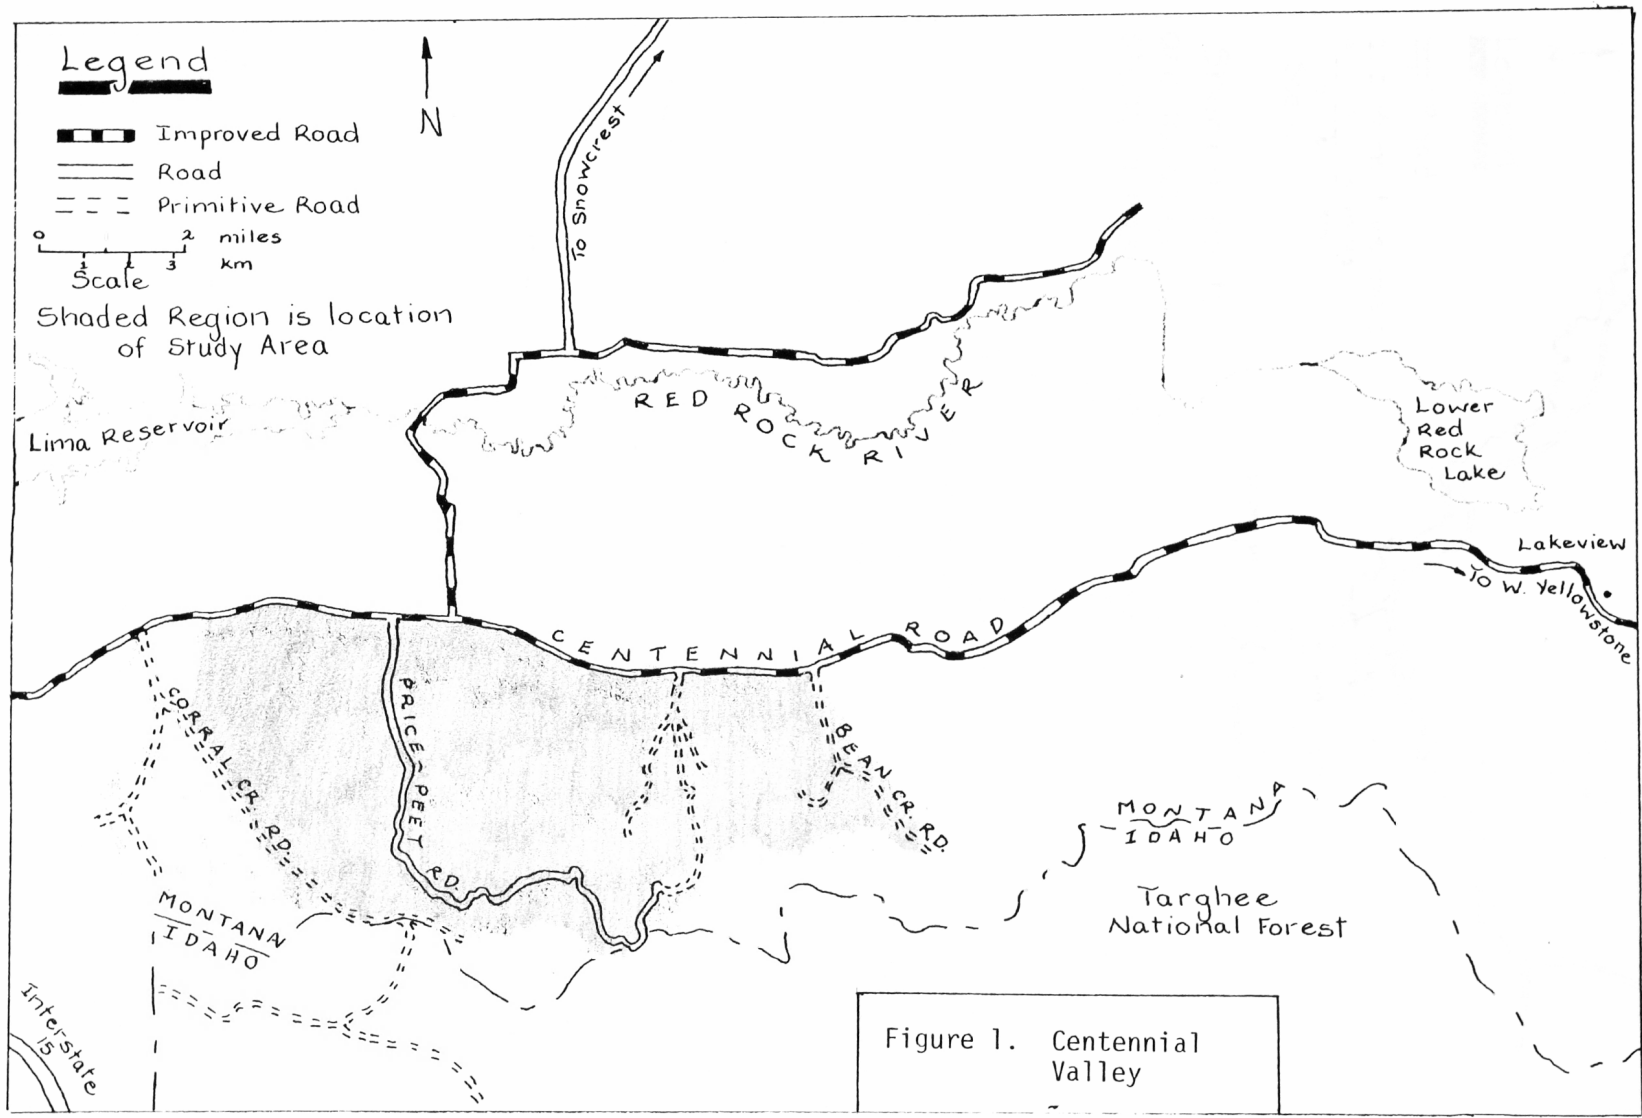 Legend
Improved Road
Road
Primitive Road
0 2 miles
1 2 3 km
Scale
Shaded Region is location
of Study Area
N
To Snowcrest
RED ROCK RIVER
Lima Reservoir
Lower
Red
Rock
Lake
Lakeview
To W. Yellowstone
CENTENNIAL ROAD
CORRAL CR. RD.
PRICE-PEET RD.
BEAN CR. RD.
MONTANA
IDAHO
MONTANA
IDAHO
Targhee
National Forest
Interstate
15
Figure 1. Centennial
Valley